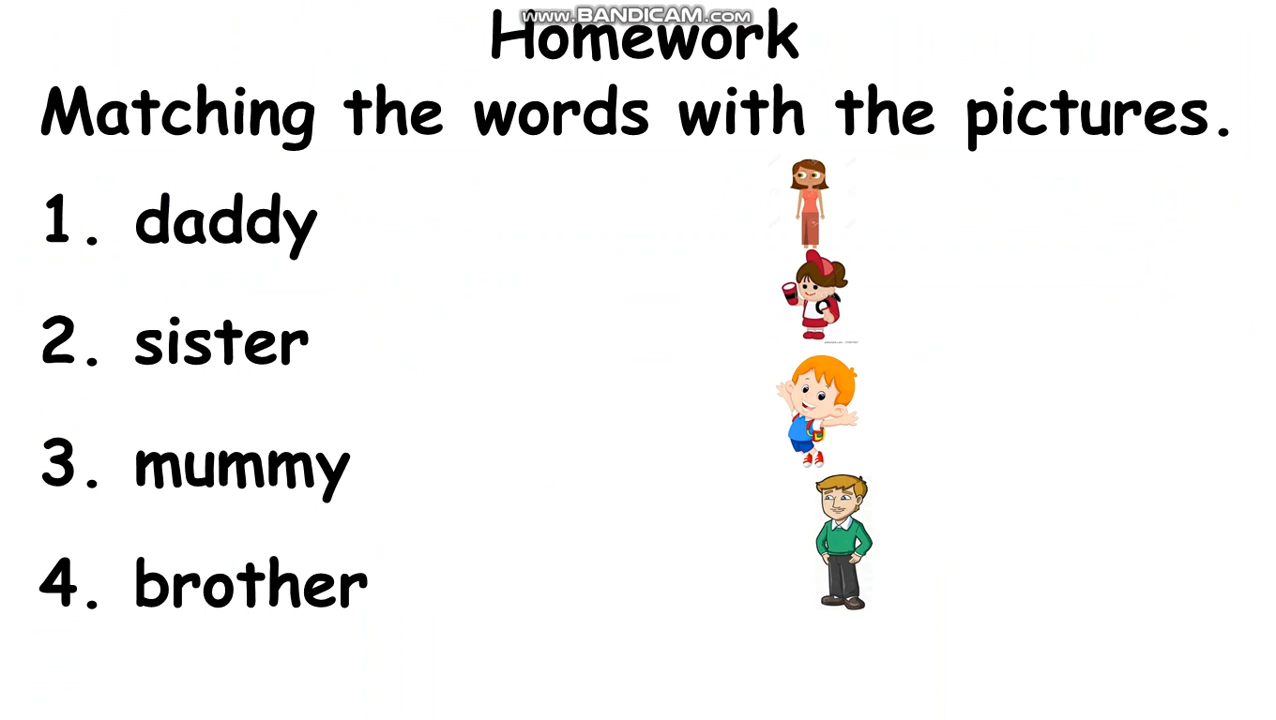 www.BANDICAM.com
Homework
Matching the words with the pictures.
1. daddy
2. sister
3. mummy
4. brother